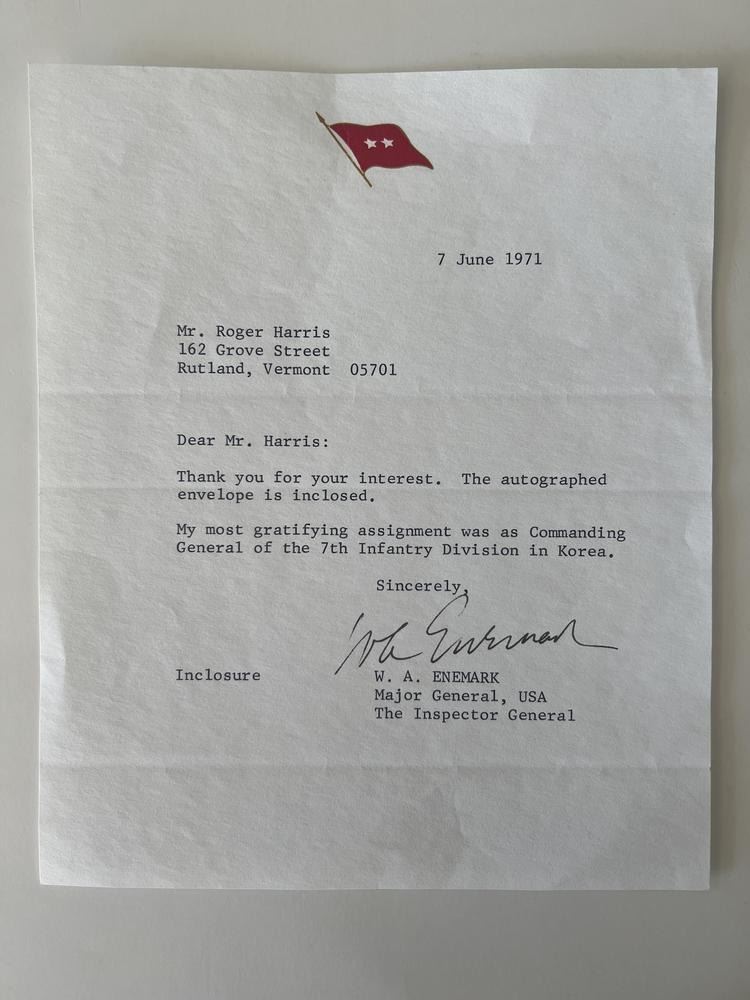 7 June 1971
Mr. Roger Harris
162 Grove Street
Rutland, Vermont 05701
Dear Mr. Harris:
Thank you for your interest. The autographed
envelope is inclosed.
My most gratifying assignment was as Commanding
General of the 7th Infantry Division in Korea.
Sincerely,
WA Enemark
Inclosure
W. A. ENEMARK
Major General, USA
The Inspector General